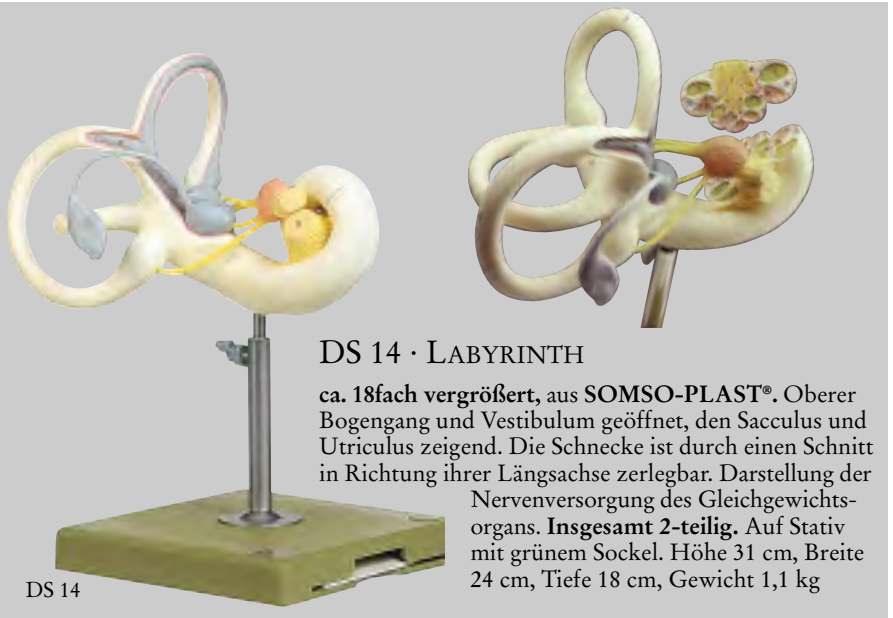 DS 14 · LABYRINTH
ca. 18fach vergrößert, aus SOMSO-PLAST®. Oberer
Bogengang und Vestibulum geöffnet, den Sacculus und
Utriculus zeigend. Die Schnecke ist durch einen Schnitt
in Richtung ihrer Längsachse zerlegbar. Darstellung der
Nervenversorgung des Gleichgewichts-
organs. Insgesamt 2-teilig. Auf Stativ
mit grünem Sockel. Höhe 31 cm, Breite
24 cm, Tiefe 18 cm, Gewicht 1,1 kg
DS 14